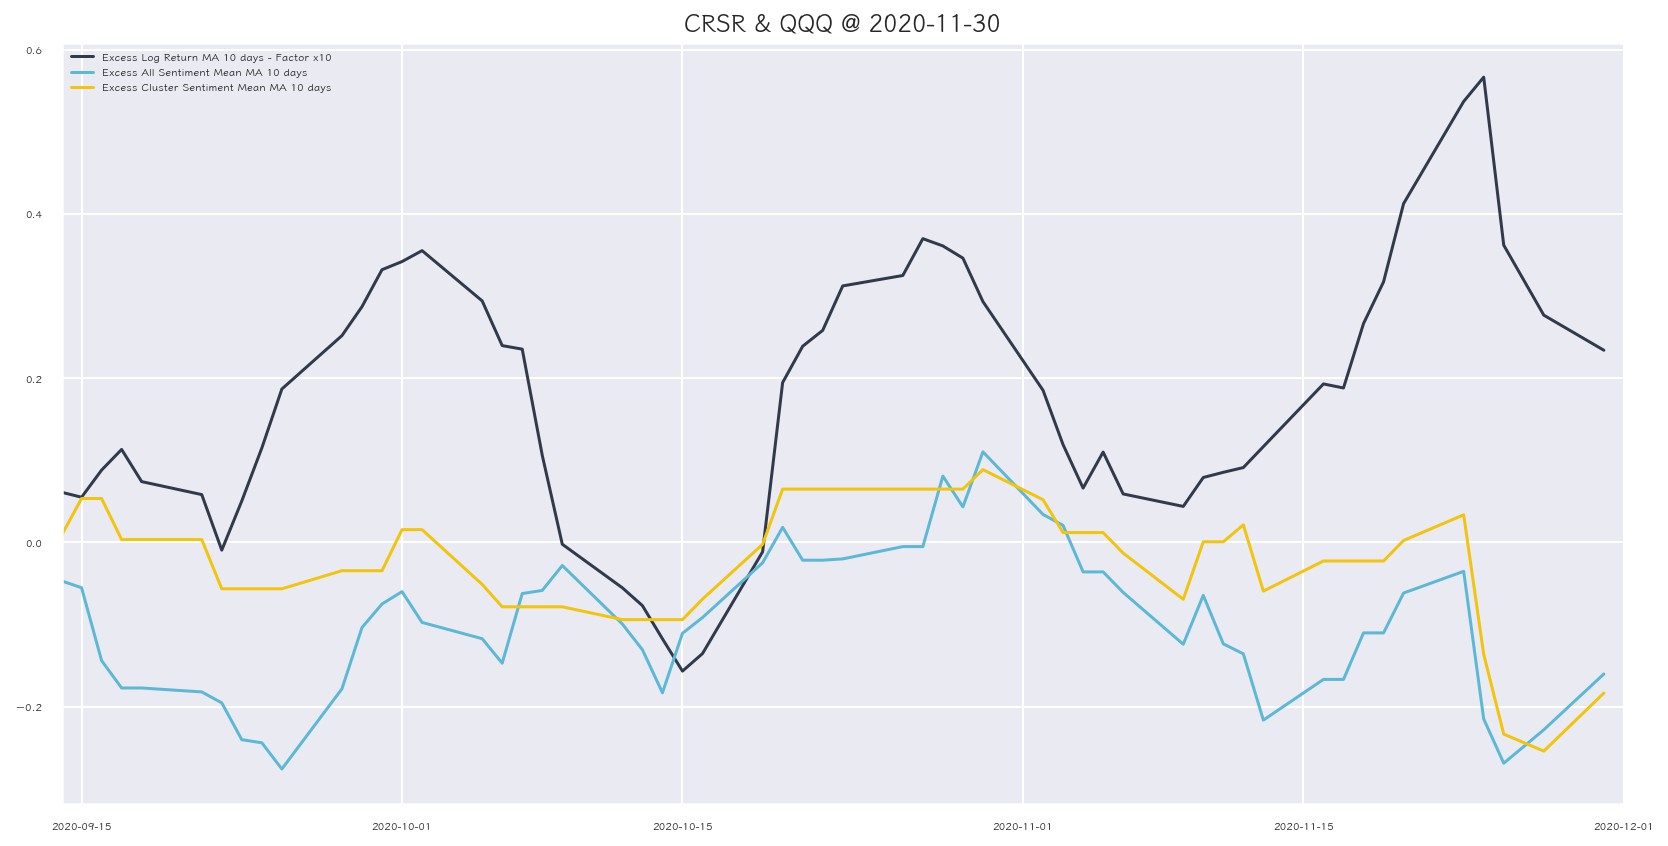 CRSR & QQQ @ 2020-11-30
0.6
Excess Log Return MA 10 days - Factor x10
Excess All Sentiment Mean MA 10 days
Excess Cluster Sentiment Mean MA 10 days
0.4
0.2
0.0
−0.2
2020-09-15 2020-10-01 2020-10-15 2020-11-01 2020-11-15 2020-12-01